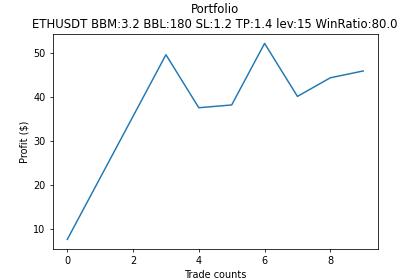 Portfolio
ETHUSDT BBM:3.2 BBL:180 SL:1.2 TP:1.4 lev:15 WinRatio:80.0
50
40
30
20
10
Profit ($)
0 2 4 6 8
Trade counts